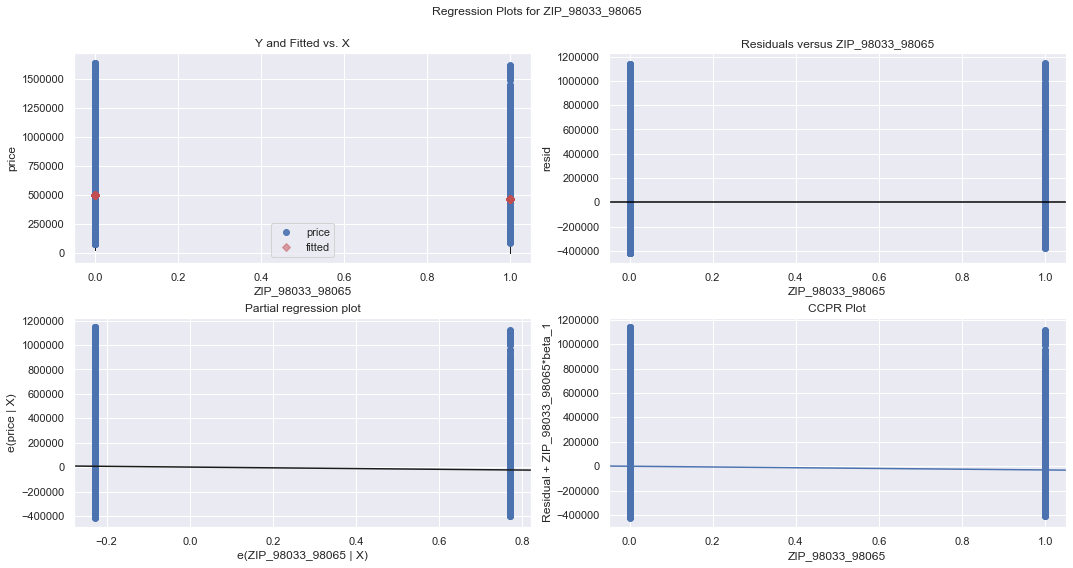 Regression Plots for ZIP_98033_98065
Y and Fitted vs. X
1500000
1250000
1000000
750000
500000
250000
0
price
price
fitted
0.0 0.2 0.4 0.6 0.8 1.0
ZIP_98033_98065
Residuals versus ZIP_98033_98065
1200000
1000000
800000
600000
400000
200000
0
−200000
−400000
resid
0.0 0.2 0.4 0.6 0.8 1.0
ZIP_98033_98065
Partial regression plot
1200000
1000000
800000
600000
400000
200000
0
−200000
−400000
e(price | X)
−0.2 0.0 0.2 0.4 0.6 0.8
e(ZIP_98033_98065 | X)
CCPR Plot
1200000
1000000
800000
600000
400000
200000
0
−200000
−400000
Residual + ZIP_98033_98065*beta_1
0.0 0.2 0.4 0.6 0.8 1.0
ZIP_98033_98065